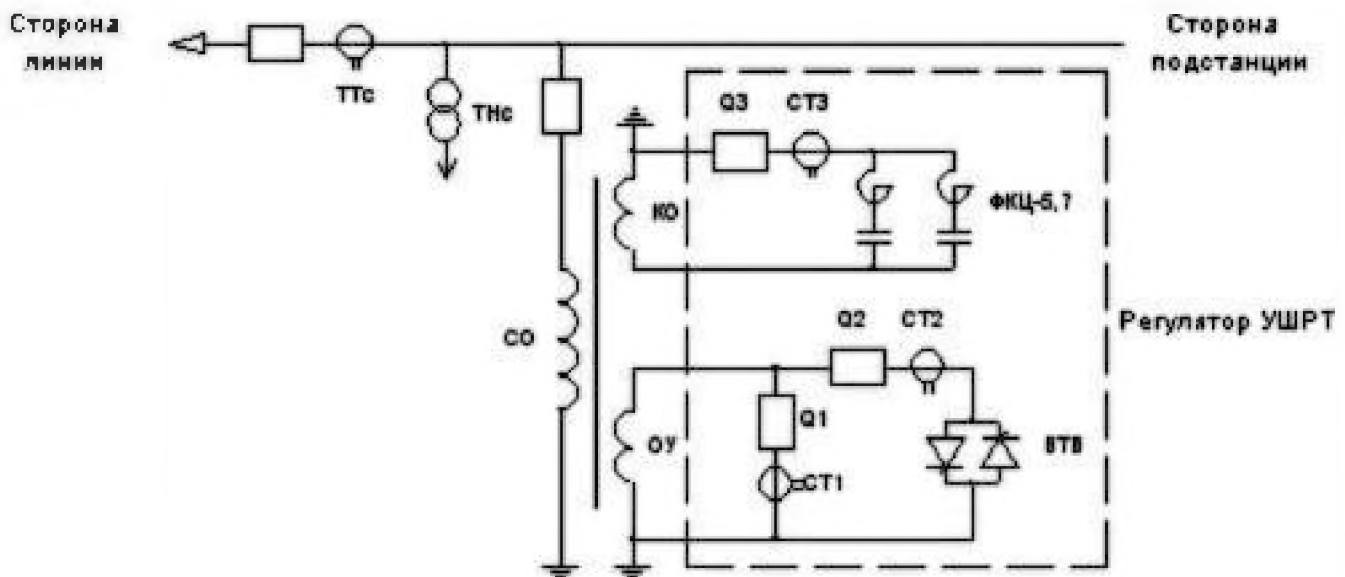 Сторона
линии
Сторона
подстанции
ТТс
ТНс
Q3
СТ3
КО
ФКЦ-5,7
СО
Q2
СТ2
Регулятор УШРТ
Q1
ОУ
СТ1
ВТВ